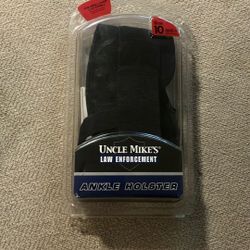 10
UNCLE MIKE'S
LAW ENFORCEMENT
ANKLE HOLSTER